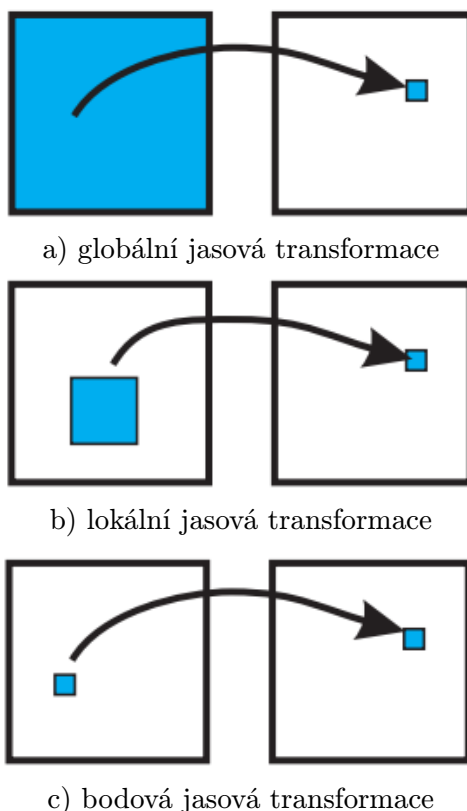 a) globální jasová transformace
b) lokální jasová transformace
c) bodová jasová transformace